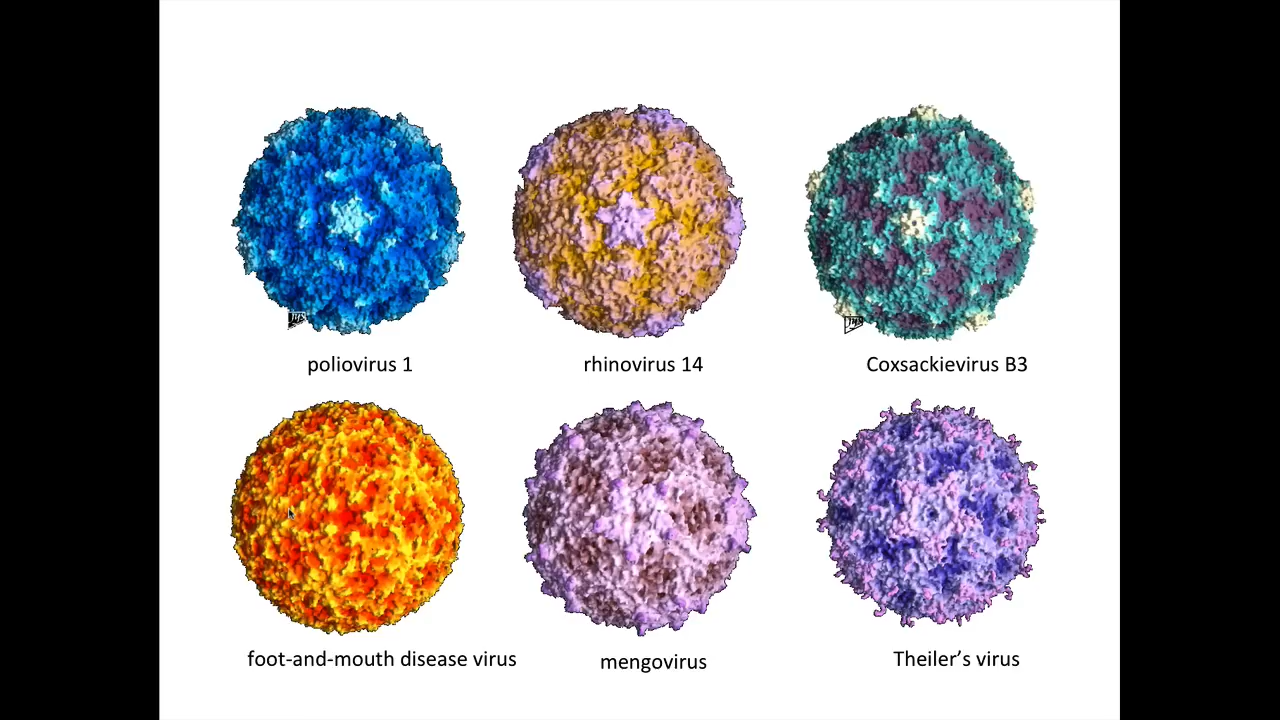 poliovirus 1
rhinovirus 14
Coxsackievirus B3
foot-and-mouth disease virus
mengovirus
Theiler’s virus